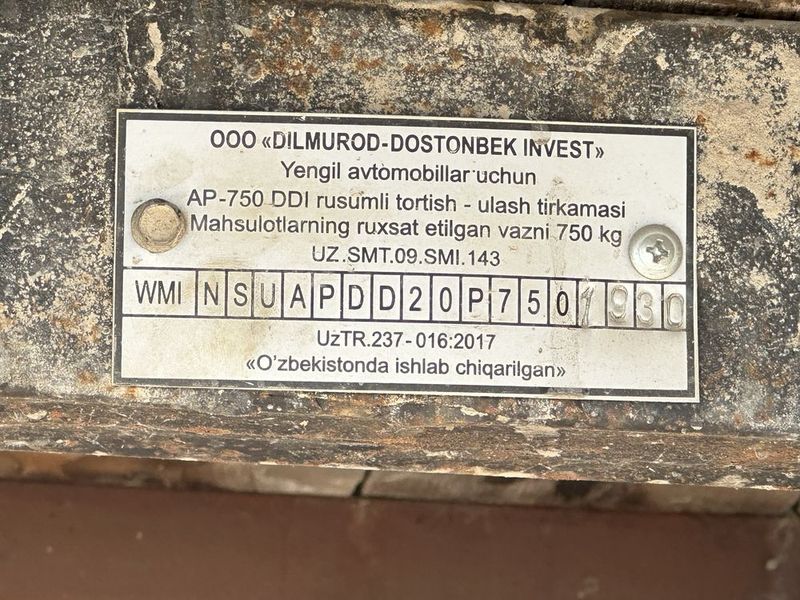 ООО «DILMUROD-DOSTONBEK INVEST»
Yengil avtomobillar uchun
AP-750 DDI rusumli tortish - ulash tirkamasi
Mahsulotlarning ruxsat etilgan vazni 750 kg
UZ.SMT.09.SMI.143
WMI NSUAPDD20P7501930
UzTR.237-016:2017
«O'zbekistonda ishlab chiqarilgan»